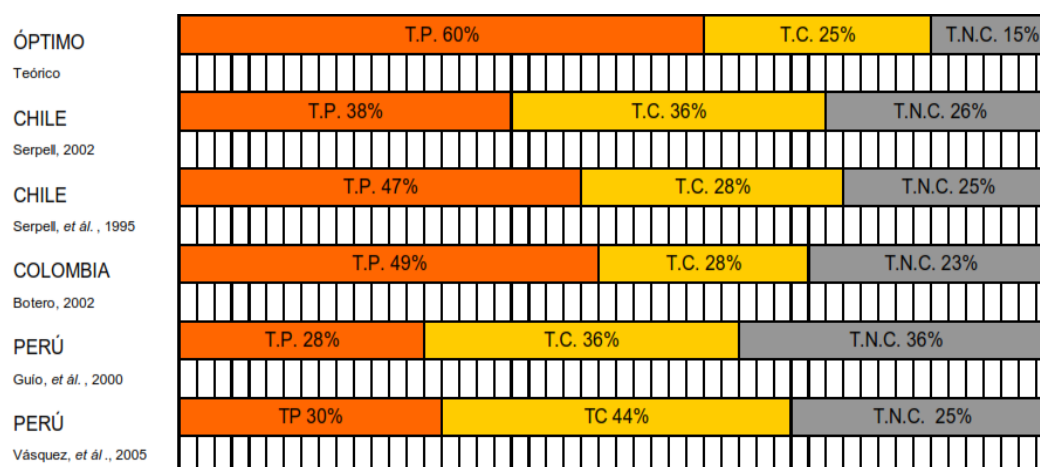 ÓPTIMO
T.P. 60% T.C. 25% T.N.C. 15%
Teórico
CHILE
T.P. 38% T.C. 36% T.N.C. 26%
Serpell, 2002
CHILE
T.P. 47% T.C. 28% T.N.C. 25%
Serpell, et ál. , 1995
COLOMBIA
T.P. 49% T.C. 28% T.N.C. 23%
Botero, 2002
PERÚ
T.P. 28% T.C. 36% T.N.C. 36%
Guío, et ál. , 2000
PERÚ
TP 30% TC 44% T.N.C. 25%
Vásquez, et ál ., 2005